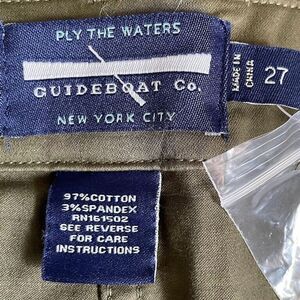 PLY THE WATERS
GUIDEBOAT Co.
NEW YORK CITY
MADE IN
CHINA
27
97%COTTON
3%SPANDEX
RN161502
SEE REVERSE
FOR CARE
INSTRUCTIONS